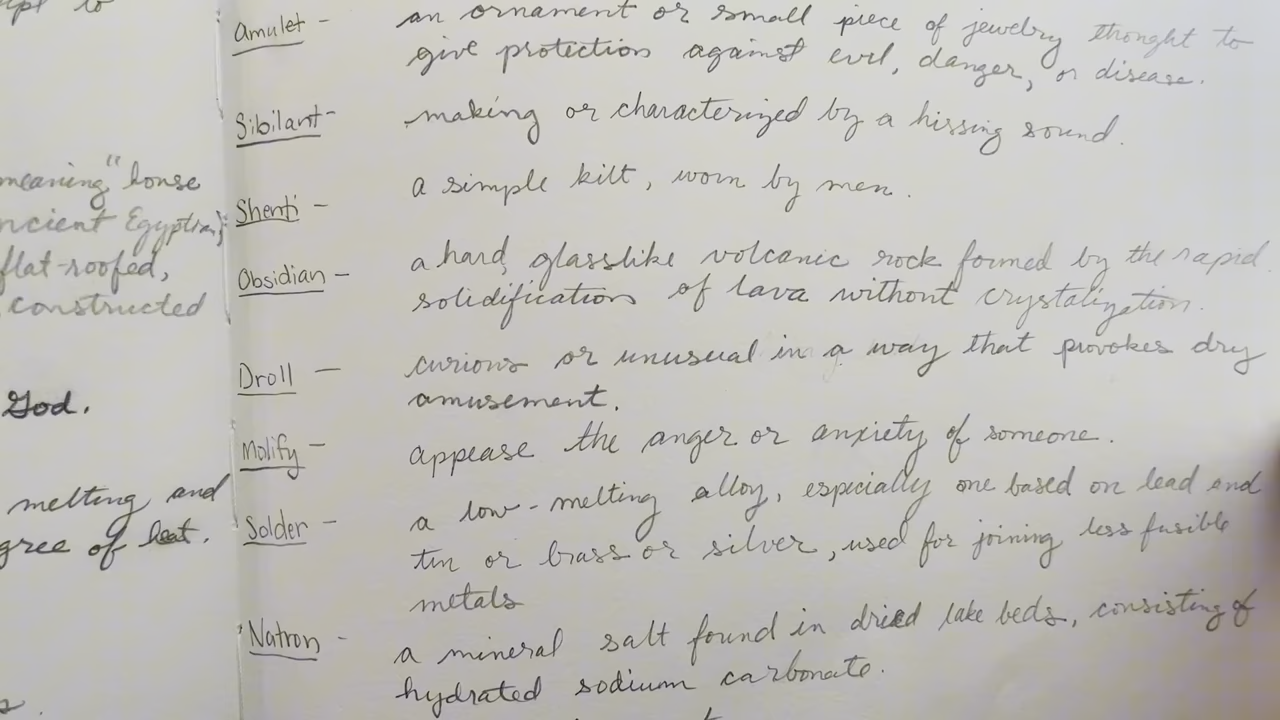 meaning "house
ncient Egyptian,
flat-roofed,
constructed
God.
melting and
gree of heat.
Amulet - an ornament or small piece of jewelry thought to
give protection against evil, danger, or disease.
Sibilant - making or characterized by a hissing sound.
Shenti - a simple kilt, worn by men.
Obsidian - a hard, glasslike volcanic rock formed by the rapid
solidification of lava without crystalization.
Droll - curious or unusual in a way that provokes dry
amusement.
Molify - appease the anger or anxiety of someone.
Solder - a low-melting alloy, especially one based on lead and
tin or brass or silver, used for joining less fusible
metals
Natron - a mineral salt found in dried lake beds, consisting of
hydrated sodium carbonate.